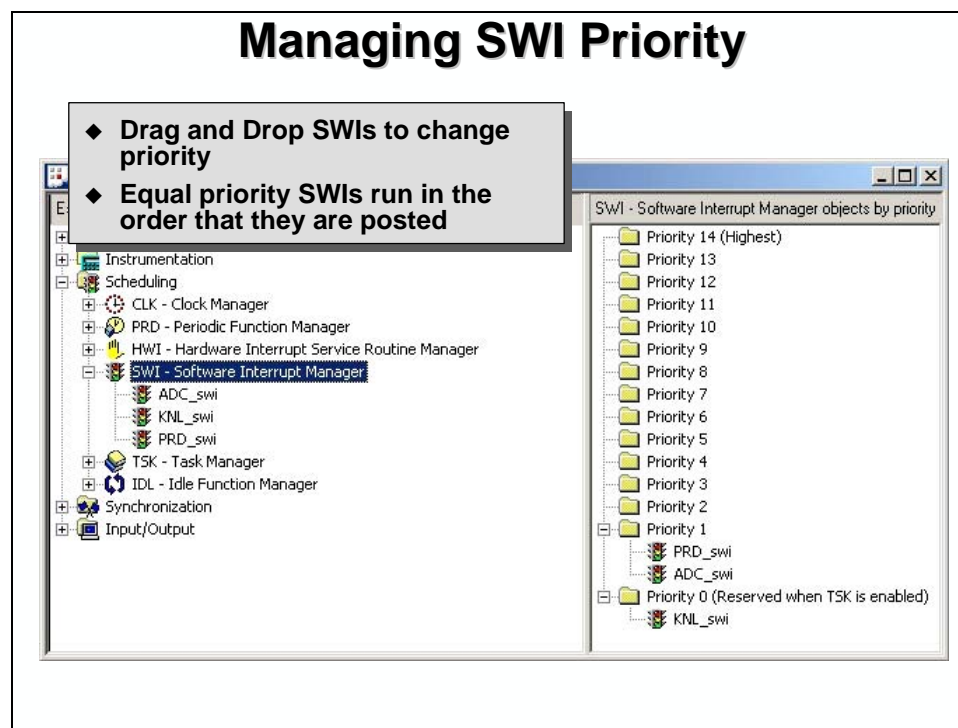 Managing SWI Priority
◆ Drag and Drop SWIs to change
priority
◆ Equal priority SWIs run in the
order that they are posted
SWI - Software Interrupt Manager objects by priority
Instrumentation
Scheduling
CLK - Clock Manager
PRD - Periodic Function Manager
HWI - Hardware Interrupt Service Routine Manager
SWI - Software Interrupt Manager
ADC_swi
KNL_swi
PRD_swi
TSK - Task Manager
IDL - Idle Function Manager
Synchronization
Input/Output
Priority 14 (Highest)
Priority 13
Priority 12
Priority 11
Priority 10
Priority 9
Priority 8
Priority 7
Priority 6
Priority 5
Priority 4
Priority 3
Priority 2
Priority 1
PRD_swi
ADC_swi
Priority 0 (Reserved when TSK is enabled)
KNL_swi